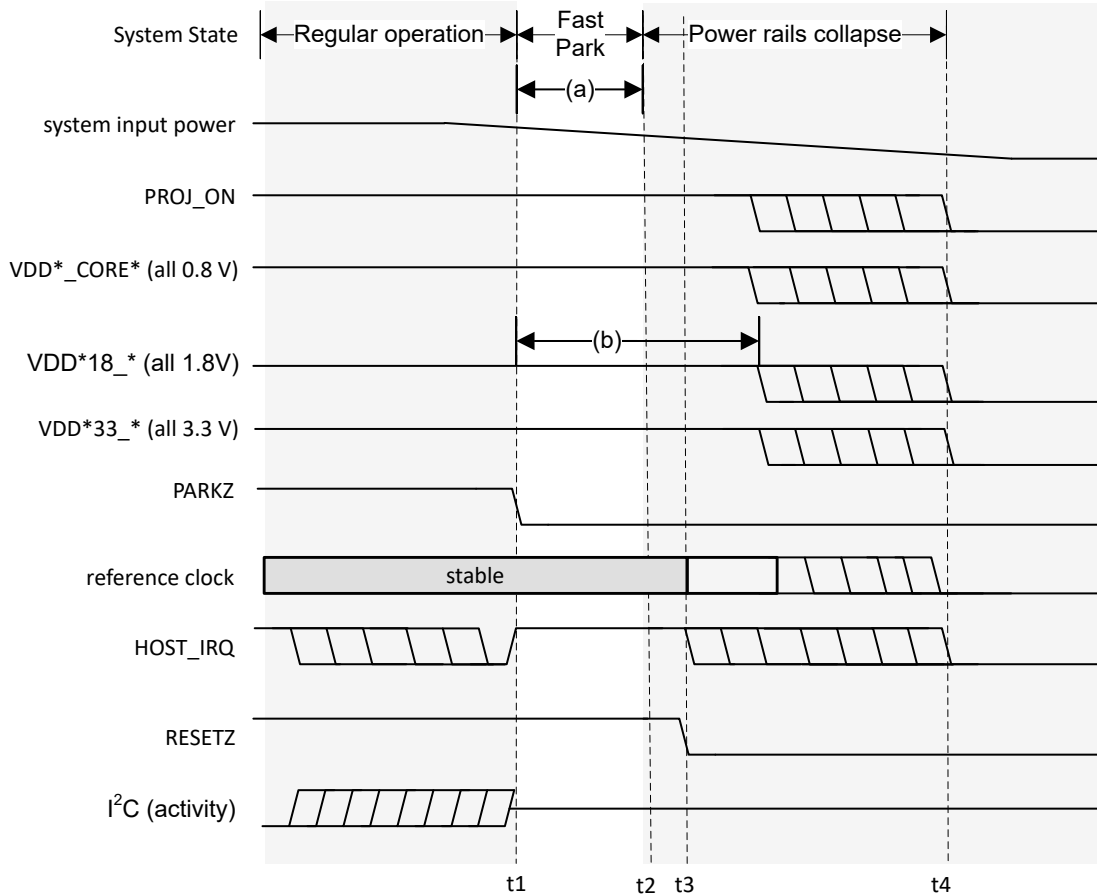 System State
Regular operation
Fast
Park
Power rails collapse
(a)
system input power
PROJ_ON
VDD*_CORE* (all 0.8 V)
(b)
VDD*18_* (all 1.8V)
VDD*33_* (all 3.3 V)
PARKZ
reference clock
stable
HOST_IRQ
RESETZ
I²C (activity)
t1
t2
t3
t4